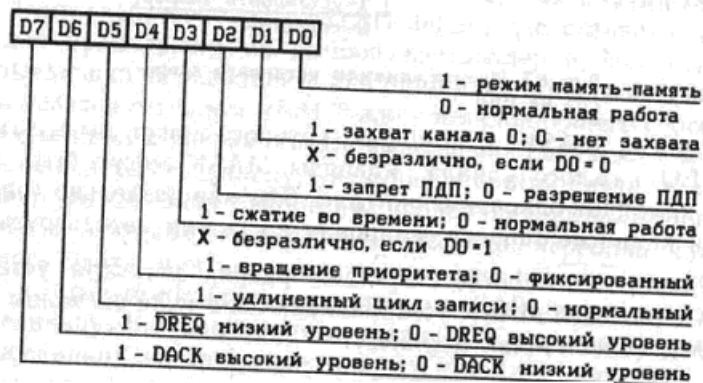 D7 D6 D5 D4 D3 D2 D1 D0
1 - режим память-память
0 - нормальная работа
1 - захват канала 0; 0 - нет захвата
X - безразлично, если D0=0
1 - запрет ПДП; 0 - разрешение ПДП
1 - сжатие во времени; 0 - нормальная работа
X - безразлично, если D0=1
1 - вращение приоритета; 0 - фиксированный
1 - удлиненный цикл записи; 0 - нормальный
1 - D̅R̅E̅Q̅ низкий уровень; 0 - DREQ высокий уровень
1 - DACK высокий уровень; 0 - D̅A̅C̅K̅ низкий уровень